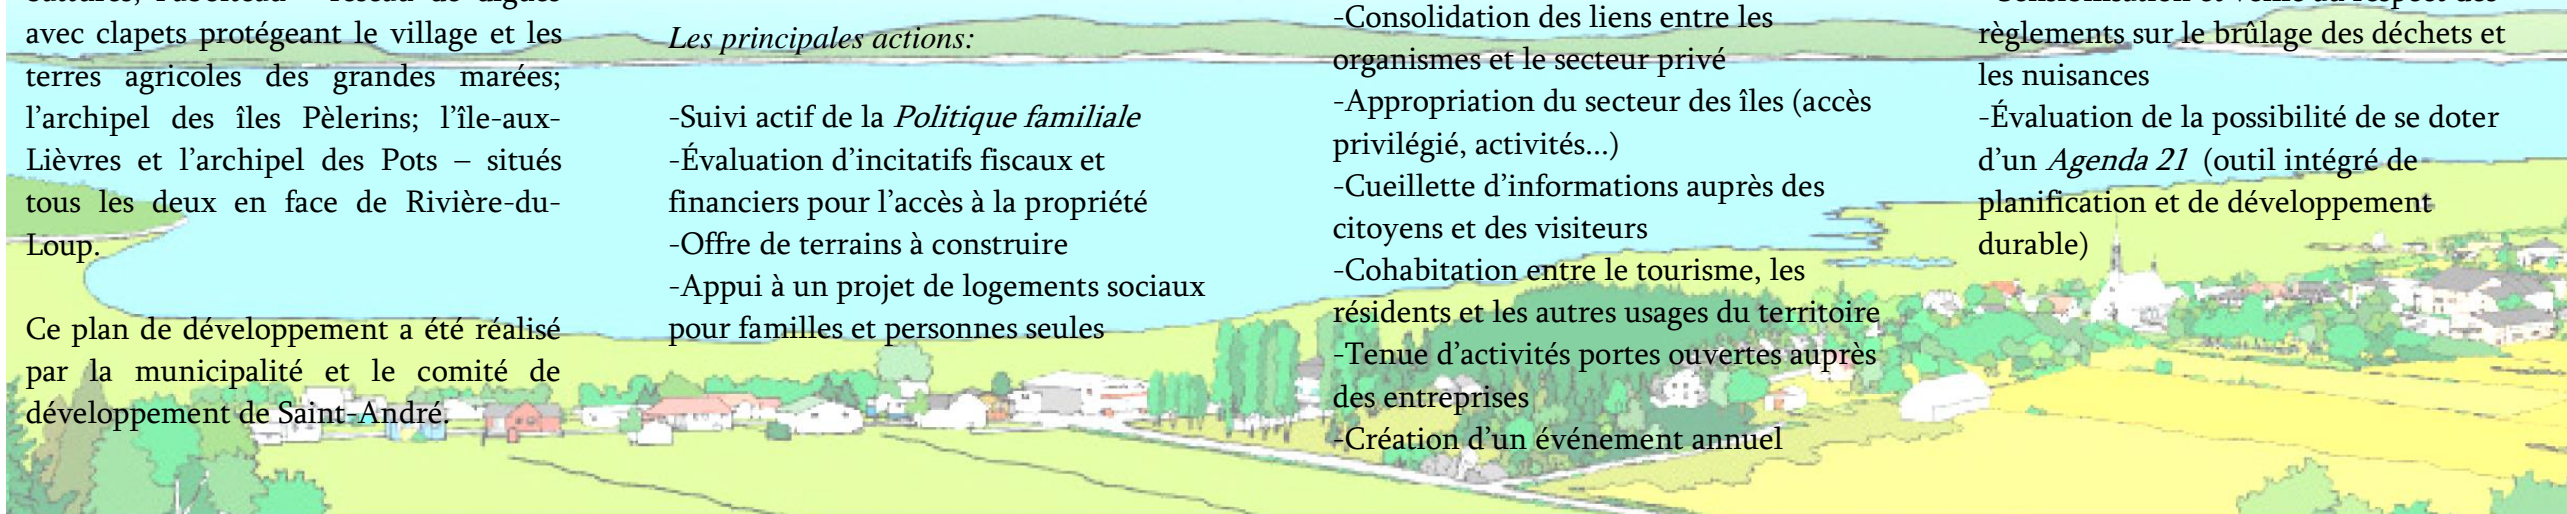 avec clapets protégeant le village et les
terres agricoles des grandes marées;
l'archipel des îles Pèlerins; l'île-aux-
Lièvres et l'archipel des Pots – situés
tous les deux en face de Rivière-du-
Loup.
Ce plan de développement a été réalisé
par la municipalité et le comité de
développement de Saint-André.
Les principales actions:
-Suivi actif de la Politique familiale
-Évaluation d'incitatifs fiscaux et
financiers pour l'accès à la propriété
-Offre de terrains à construire
-Appui à un projet de logements sociaux
pour familles et personnes seules
-Consolidation des liens entre les
organismes et le secteur privé
-Appropriation du secteur des îles (accès
privilégié, activités...)
-Cueillette d'informations auprès des
citoyens et des visiteurs
-Cohabitation entre le tourisme, les
résidents et les autres usages du territoire
-Tenue d'activités portes ouvertes auprès
des entreprises
-Création d'un événement annuel
règlements sur le brûlage des déchets et
les nuisances
-Évaluation de la possibilité de se doter
d'un Agenda 21 (outil intégré de
planification et de développement
durable)